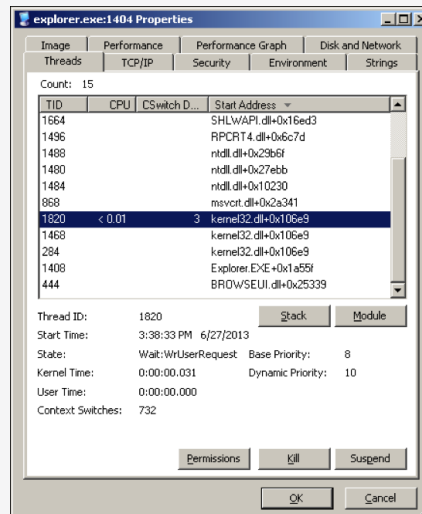 explorer.exe:1404 Properties
Image Performance Performance Graph Disk and Network
Threads TCP/IP Security Environment Strings
Count: 15
TID CPU CSwitch D... Start Address
1664 SHLWAPI.dll+0x16ed3
1496 RPCRT4.dll+0x6c7d
1488 ntdll.dll+0x29b6f
1480 ntdll.dll+0x27ebb
1484 ntdll.dll+0x10230
868 msvcrt.dll+0x2a341
1820 < 0.01 3 kernel32.dll+0x106e9
1468 kernel32.dll+0x106e9
284 kernel32.dll+0x106e9
1408 Explorer.EXE+0x1a55f
444 BROWSEUI.dll+0x25339
Thread ID: 1820 Stack Module
Start Time: 3:38:33 PM 6/27/2013
State: Wait:WrUserRequest Base Priority: 8
Kernel Time: 0:00:00.031 Dynamic Priority: 10
User Time: 0:00:00.000
Context Switches: 732
Permissions Kill Suspend
OK Cancel